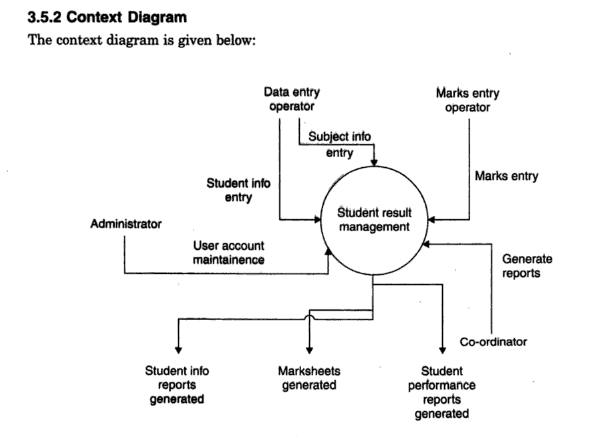 3.5.2 Context Diagram
The context diagram is given below:
Data entry
operator
Marks entry
operator
Subject info
entry
Student info
entry
Marks entry
Administrator
Student result
management
User account
maintainence
Generate
reports
Co-ordinator
Student info
reports
generated
Marksheets
generated
Student
performance
reports
generated